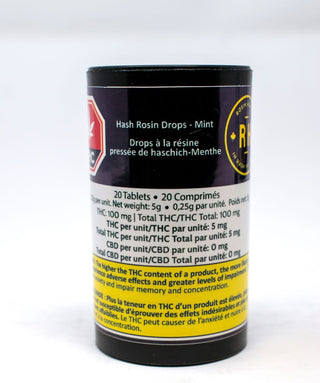 Hash Rosin Drops - Mint
Drops à la résine
pressée de haschich-Menthe
20 Tablets • 20 Comprimés
per unit. Net weight: 5g • 0,25g par unité. Poids net
THC: 100 mg | Total THC/THC Total: 100 mg
THC per unit/THC par unité: 5 mg
Total THC per unit/THC Total par unité: 5 mg
CBD per unit/CBD par unité: 0 mg
Total CBD per unit/CBD Total par unité: 0 mg
the higher the THC content of a product, the more
experience adverse effects and greater levels of
anxiety and impair memory and concentration.
Plus la teneur en THC d'un produit est élevée,
susceptible d'éprouver des effets indésirables et
affaiblies. Le THC peut causer de l'anxiété et nuire
à la concentration.